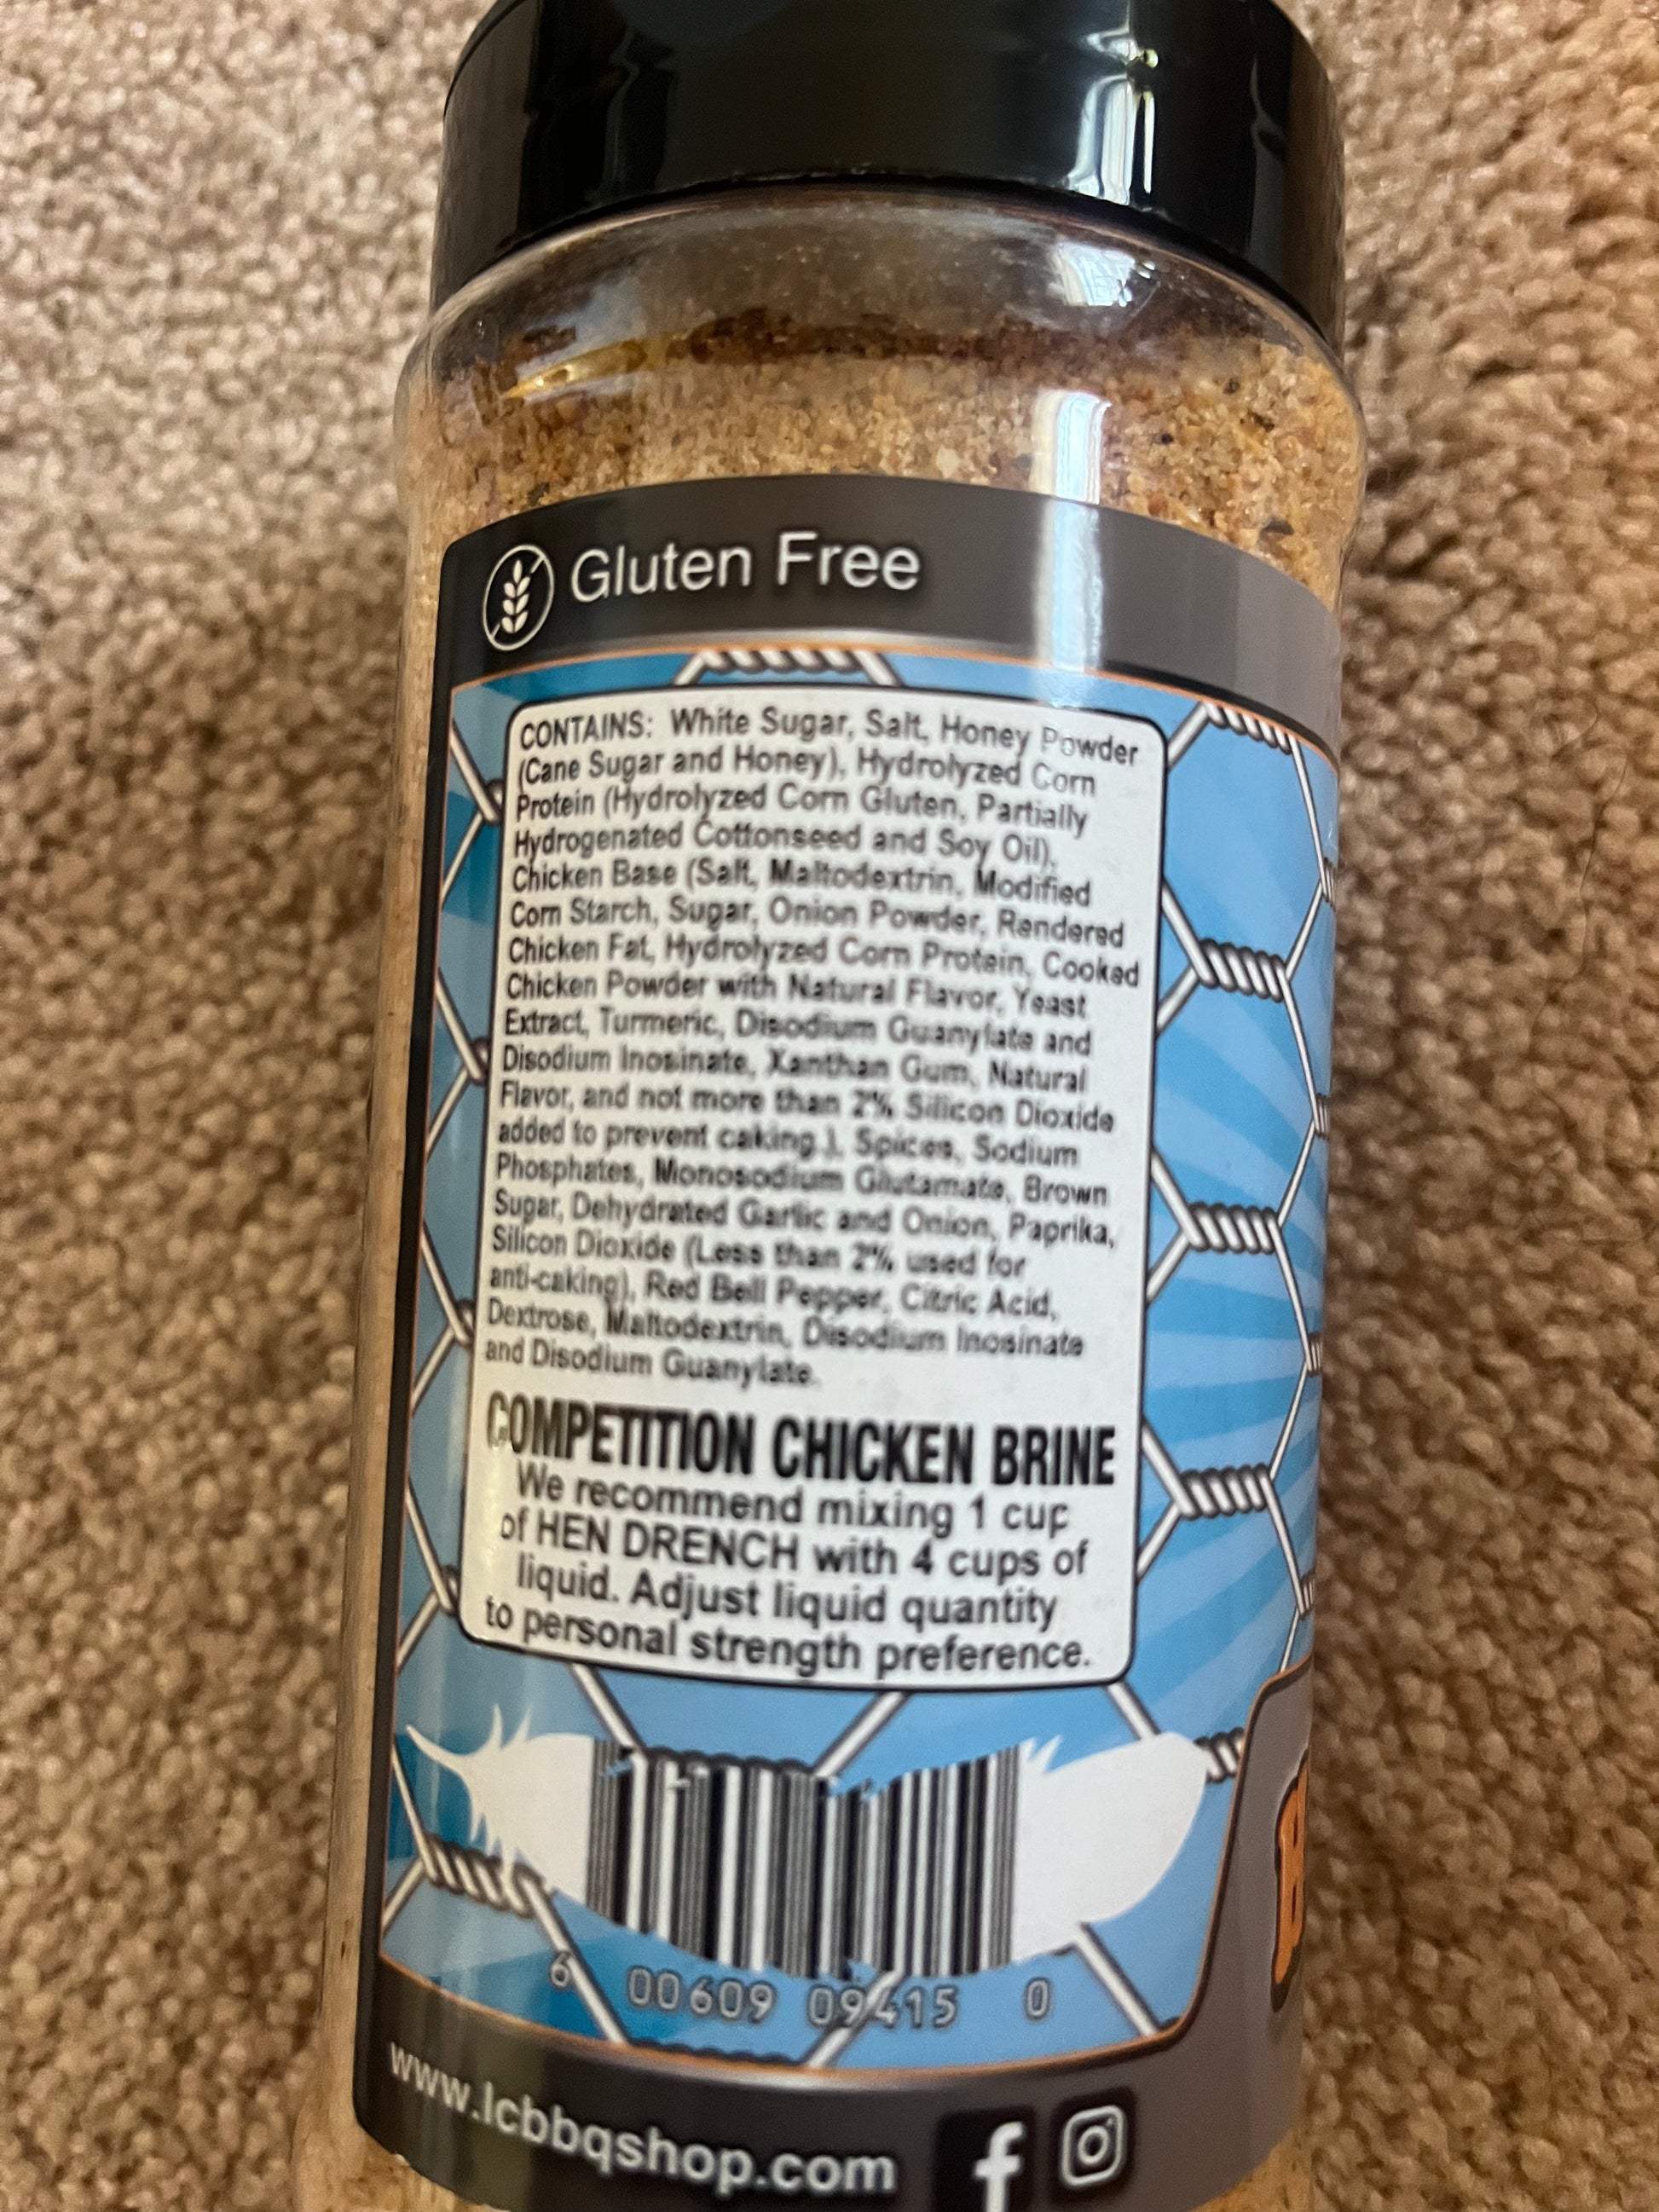 Gluten Free
CONTAINS: White Sugar, Salt, Honey Powder
(Cane Sugar and Honey), Hydrolyzed Corn
Protein (Hydrolyzed Corn Gluten, Partially
Hydrogenated Cottonseed and Soy Oil),
Chicken Base (Salt, Maltodextrin, Modified
Corn Starch, Sugar, Onion Powder, Rendered
Chicken Fat, Hydrolyzed Corn Protein, Cooked
Chicken Powder with Natural Flavor, Yeast
Extract, Turmeric, Disodium Guanylate and
Disodium Inosinate, Xanthan Gum, Natural
Flavor, and not more than 2% Silicon Dioxide
added to prevent caking.), Spices, Sodium
Phosphates, Monosodium Glutamate, Brown
Sugar, Dehydrated Garlic and Onion, Paprika,
Silicon Dioxide (Less than 2% used for
anti-caking), Red Bell Pepper, Citric Acid,
Dextrose, Maltodextrin, Disodium Inosinate
and Disodium Guanylate.
COMPETITION CHICKEN BRINE
We recommend mixing 1 cup
of HEN DRENCH with 4 cups of
liquid. Adjust liquid quantity
to personal strength preference.
6 00609 09415 0
www.lcbbqshop.com